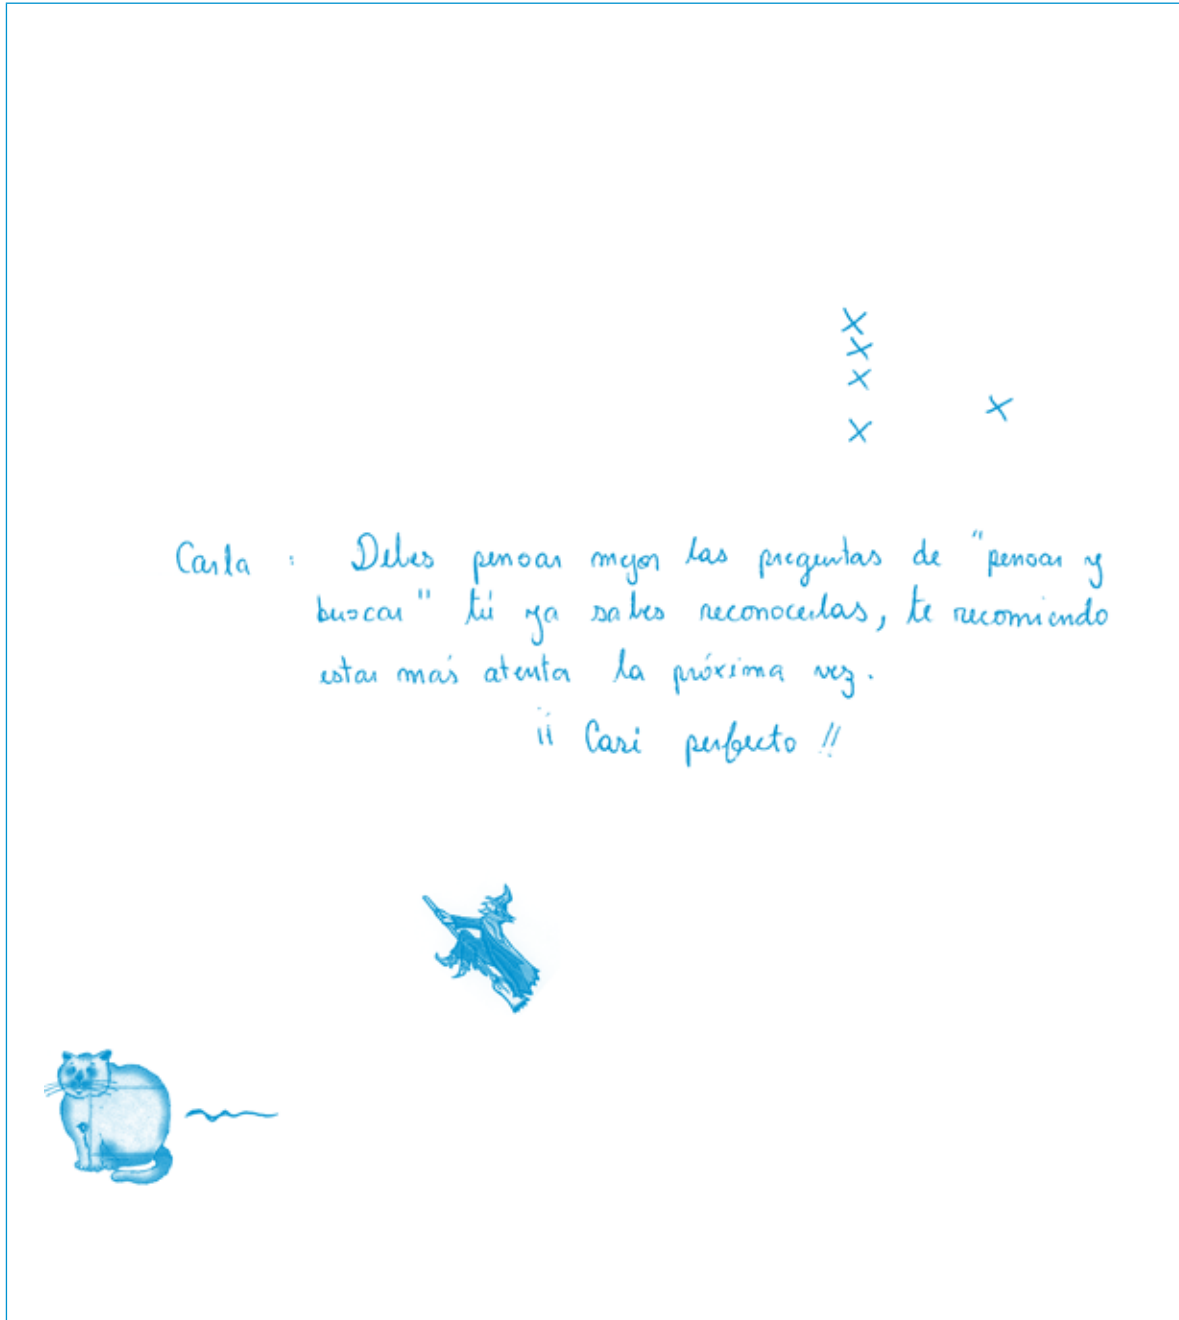 X
X
X
X
X
Carla : Debes pensar mejor las preguntas de "pensar y
buscar" tú ya sabes reconocerlas, te recomiendo
estar más atenta la próxima vez.
¡¡ Casi perfecto !!